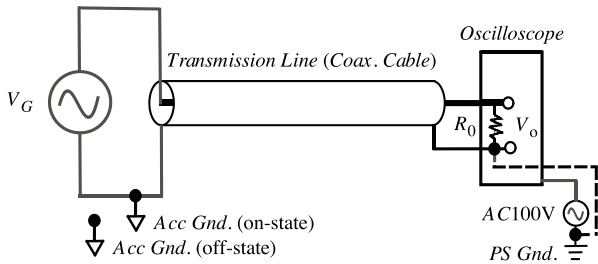 Oscilloscope
Transmission Line (Coax. Cable)
V_G
R_0
V_o
Acc Gnd. (on-state)
AC100V
Acc Gnd. (off-state)
PS Gnd.